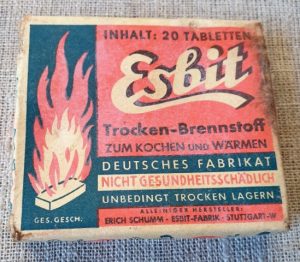 INHALT: 20 TABLETTEN
Esbit
Trocken-Brennstoff
ZUM KOCHEN UND WÄRMEN
DEUTSCHES FABRIKAT
NICHT GESUNDHEITSSCHÄDLICH
UNBEDINGT TROCKEN LAGERN
ALLEINIGER HERSTELLER:
ERICH SCHUMM - ESBIT-FABRIK - STUTTGART-W
GES. GESCH.